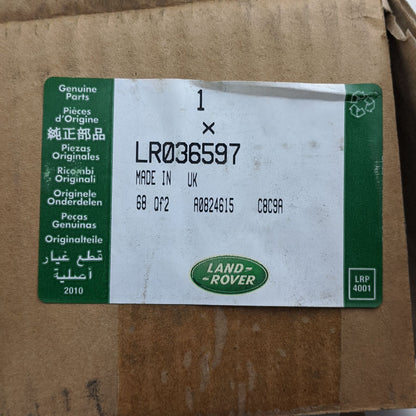 Genuine
Parts
Pièces
d'Origine
純正部品
Piezas
Originales
Ricambi
Originali
Originele
Onderdelen
Peças
Genuinas
Originalteile
قطع غيار
أصلية
2010
1
x
LR036597
MADE IN UK
68 Of2 A0824615 C8C9A
LAND-
-ROVER
LRP
4001